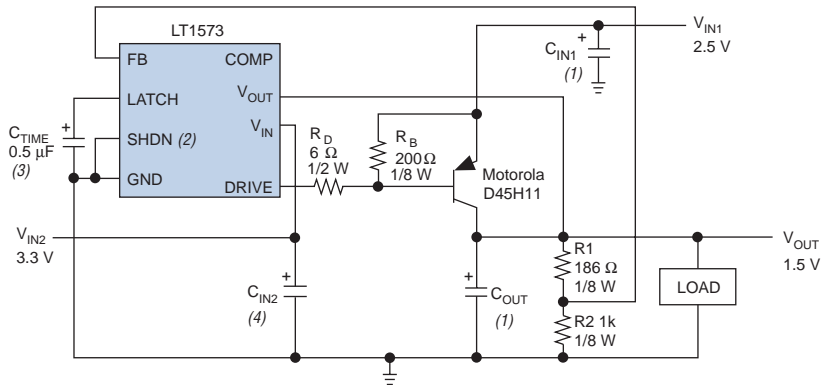 LT1573
FB
COMP
LATCH
V_OUT
V_IN
SHDN (2)
GND
DRIVE
C_TIME
0.5 µF
(3)
R_D
6 Ω
1/2 W
R_B
200Ω
1/8 W
Motorola
D45H11
C_IN1
(1)
V_IN1
2.5 V
V_IN2
3.3 V
C_IN2
(4)
C_OUT
(1)
R1
186 Ω
1/8 W
R2 1k
1/8 W
LOAD
V_OUT
1.5 V
+
+
+
+